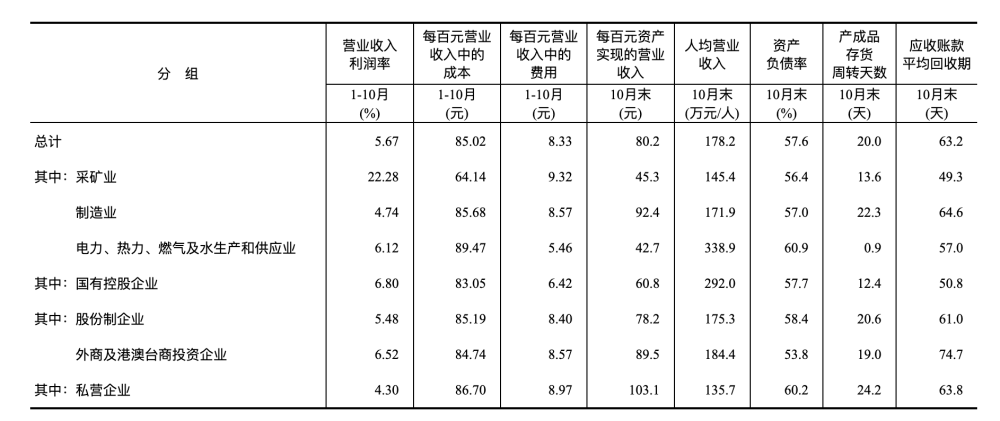 分 组 营业收入利润率 每百元营业收入中的成本 每百元营业收入中的费用 每百元资产实现的营业收入 人均营业收入 资产负债率 产成品存货周转天数 应收账款平均回收期
1-10月 1-10月 1-10月 10月末 10月末 10月末 10月末 10月末
(%) (元) (元) (元) (万元/人) (%) (天) (天)
总计 5.67 85.02 8.33 80.2 178.2 57.6 20.0 63.2
其中：采矿业 22.28 64.14 9.32 45.3 145.4 56.4 13.6 49.3
制造业 4.74 85.68 8.57 92.4 171.9 57.0 22.3 64.6
电力、热力、燃气及水生产和供应业 6.12 89.47 5.46 42.7 338.9 60.9 0.9 57.0
其中：国有控股企业 6.80 83.05 6.42 60.8 292.0 57.7 12.4 50.8
其中：股份制企业 5.48 85.19 8.40 78.2 175.3 58.4 20.6 61.0
外商及港澳台商投资企业 6.52 84.74 8.57 89.5 184.4 53.8 19.0 74.7
其中：私营企业 4.30 86.70 8.97 103.1 135.7 60.2 24.2 63.8